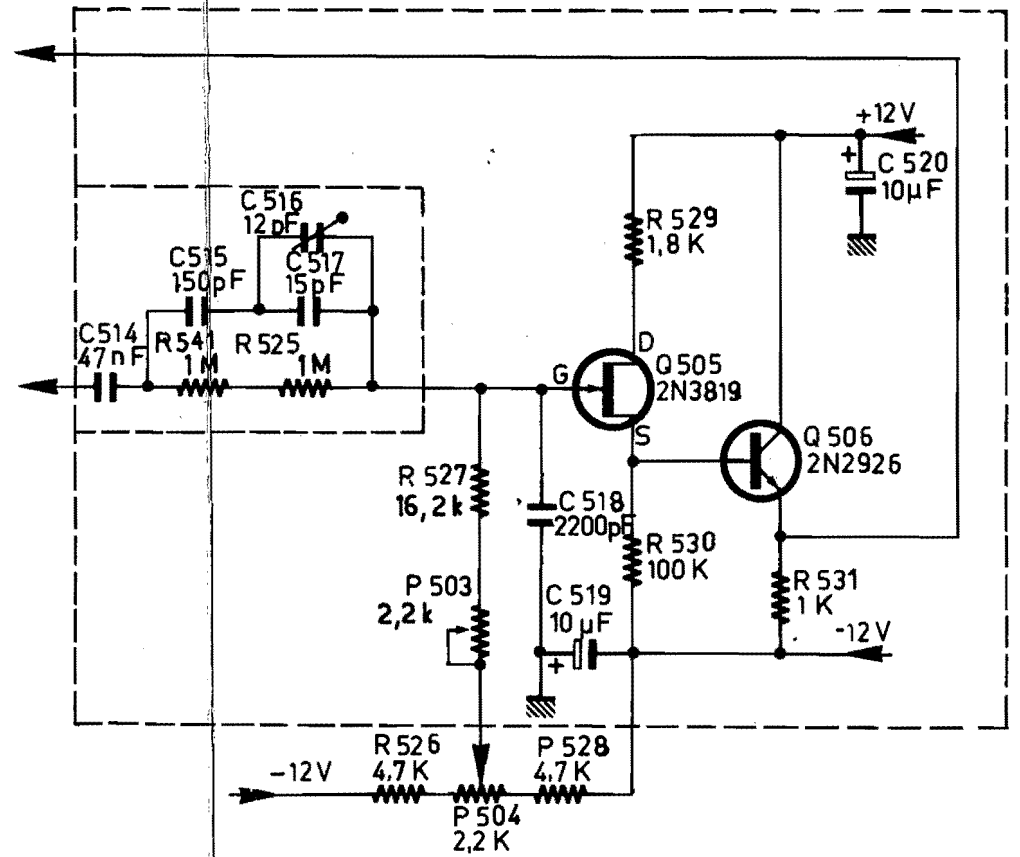 +12V
+
C 520
10µF
C 516
12pF
R 529
1,8 K
C 515
150pF
C 517
15pF
C514
47nF
R 541
1M
R 525
1M
D
G
Q 505
2N3819
S
Q 506
2N2926
R 527
16,2k
C 518
2200pF
R 530
100 K
P 503
2,2k
C 519
10 µF
+
R 531
1 K
-12V
R 526
4.7 K
P 528
4.7 K
-12V
P 504
2,2 K